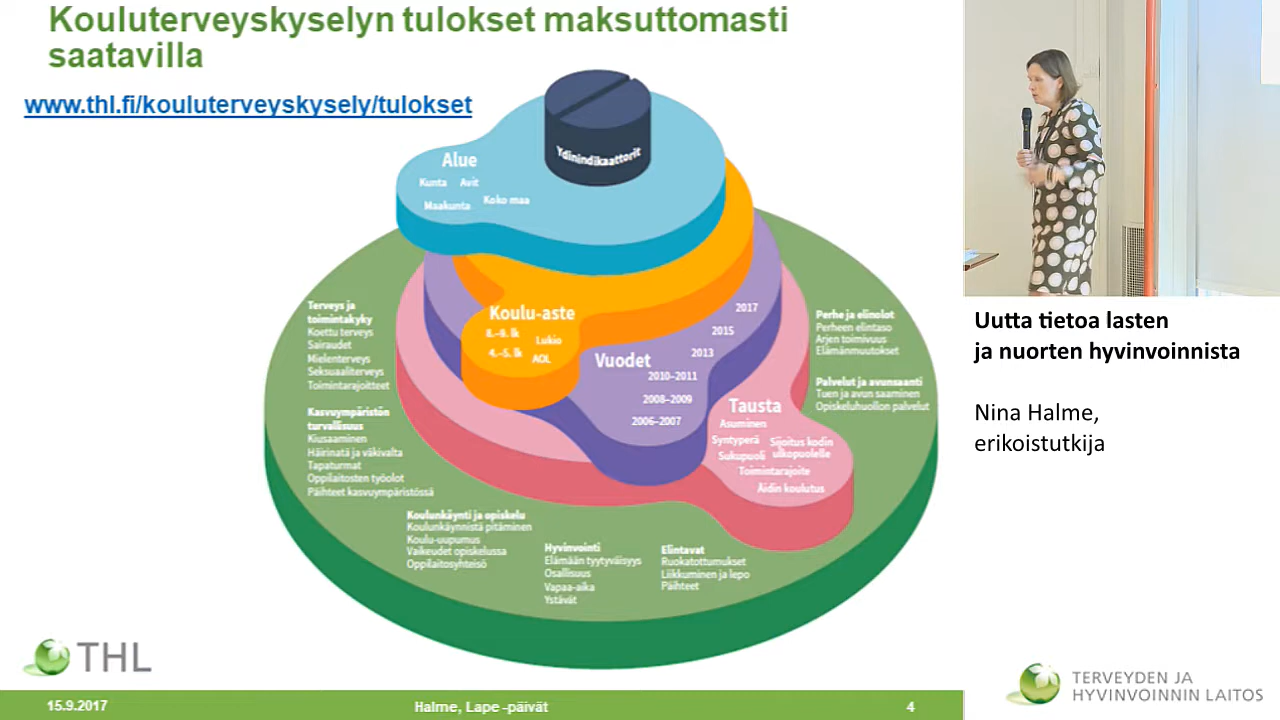 Kouluterveyskyselyn tulokset maksuttomasti
saatavilla
www.thl.fi/kouluterveyskysely/tulokset
Ydinindikaattorit
Alue
Kunta Avit
Maakunta Koko maa
Koulu-aste
8.–9. lk Lukio
4.–5. lk AOL
Vuodet
2017
2015
2013
2010–2011
2008–2009
2006–2007
Tausta
Asuminen
Syntyperä Sijoitus kodin
Sukupuoli ulkopuolelle
Toimintarajoite
Äidin koulutus
Terveys ja
toimintakyky
Koettu terveys
Sairaudet
Mielenterveys
Seksuaaliterveys
Toimintarajoitteet
Kasvuympäristön
turvallisuus
Kiusaaminen
Häirinätä ja väkivalta
Tapaturmat
Oppilaitosten työolot
Päihteet kasvuympäristössä
Koulunkäynti ja opiskelu
Koulunkäynnistä pitäminen
Koulu-uupumus
Vaikeudet opiskelussa
Oppilaitosyhteisö
Hyvinvointi
Elämään tyytyväisyys
Osallisuus
Vapaa-aika
Ystävät
Elintavat
Ruokatottumukset
Liikkuminen ja lepo
Päihteet
Perhe ja elinolot
Perheen elintaso
Arjen toimivuus
Elämänmuutokset
Palvelut ja avunsaanti
Tuen ja avun saaminen
Opiskeluhuollon palvelut
THL
15.9.2017
Halme, Lape -päivät
4
Uutta tietoa lasten
ja nuorten hyvinvoinnista
Nina Halme,
erikoistutkija
TERVEYDEN JA
HYVINVOINNIN LAITOS